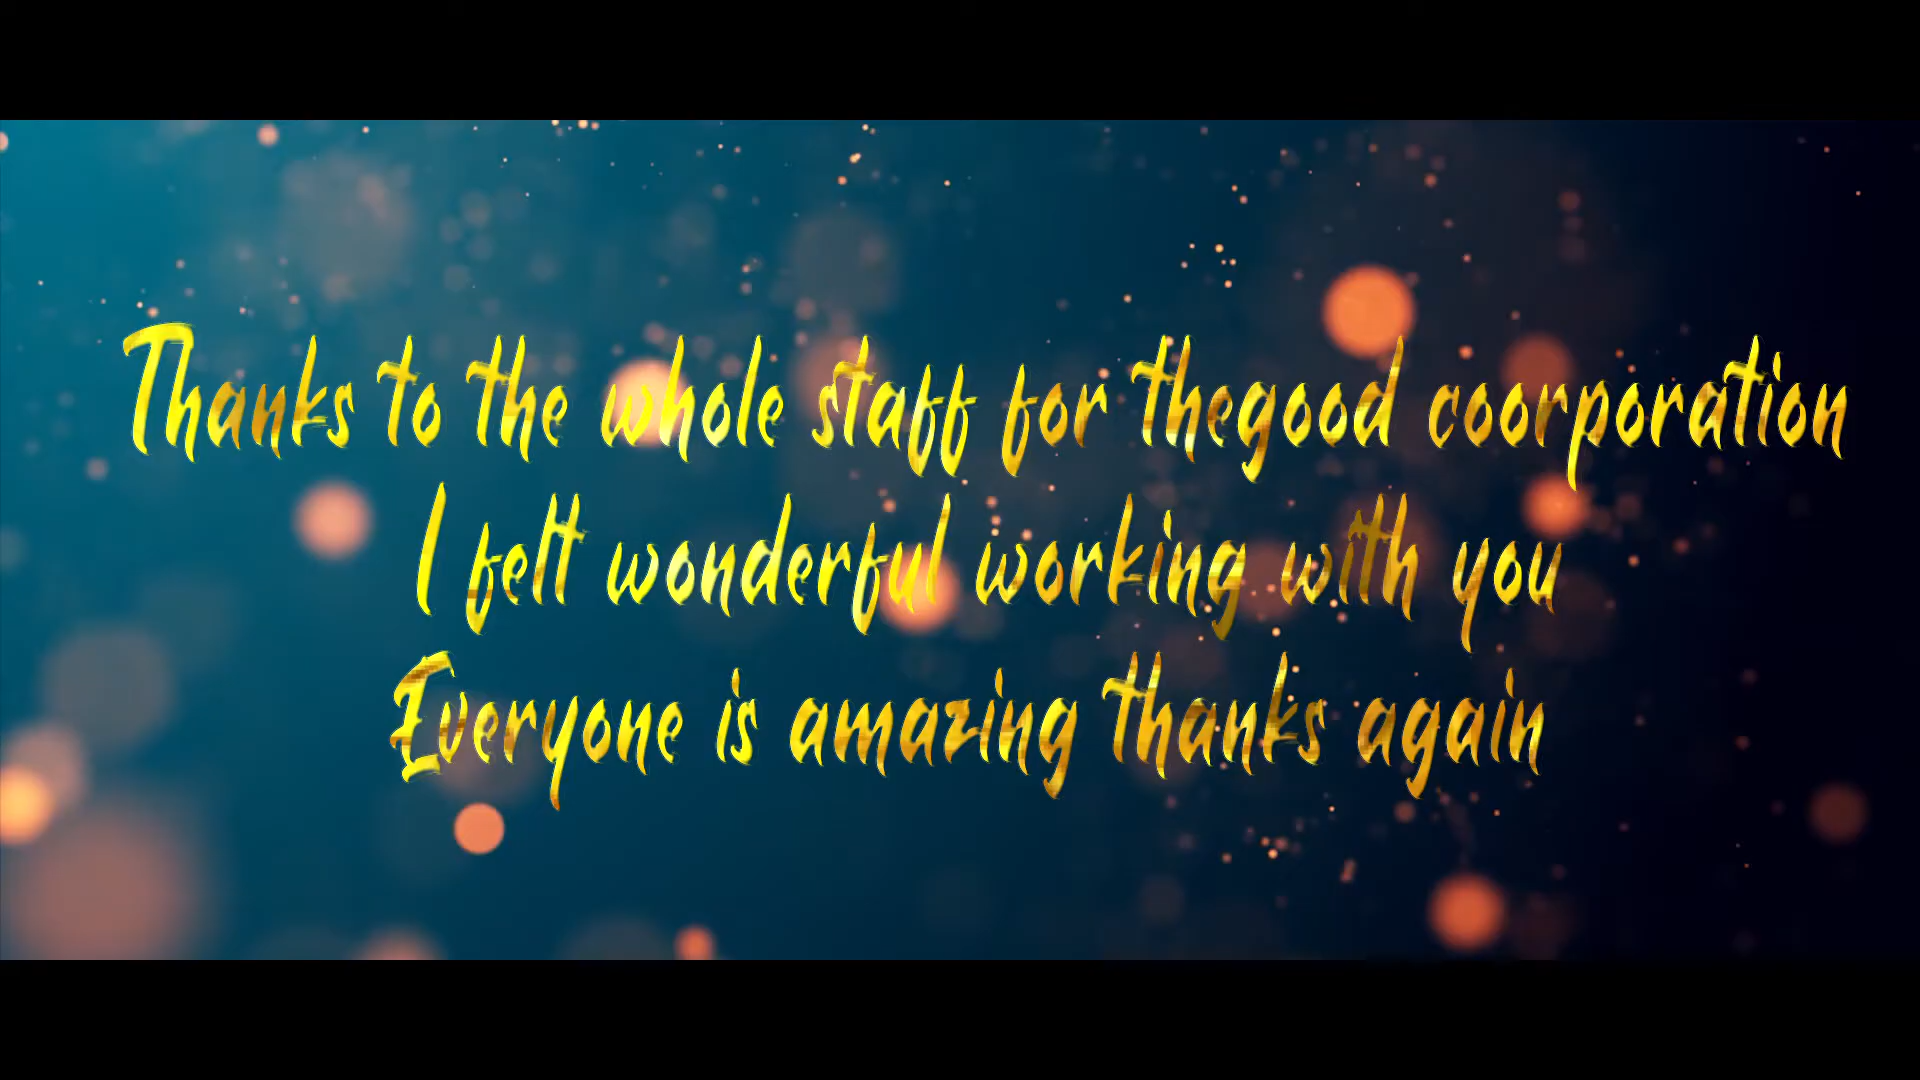 Thanks to the whole staff for thegood coorporation
I felt wonderful working with you
Everyone is amazing thanks again